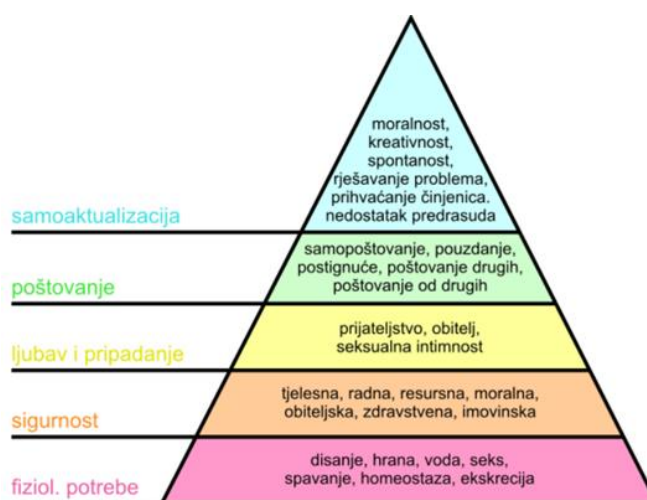 moralnost,
kreativnost,
spontanost,
rješavanje problema,
prihvaćanje činjenica.
nedostatak predrasuda
samoaktualizacija
samopoštovanje, pouzdanje,
postignuće, poštovanje drugih,
poštovanje od drugih
poštovanje
prijateljstvo, obitelj,
seksualna intimnost
ljubav i pripadanje
tjelesna, radna, resursna, moralna,
obiteljska, zdravstvena, imovinska
sigurnost
disanje, hrana, voda, seks,
spavanje, homeostaza, ekskrecija
fiziol. potrebe